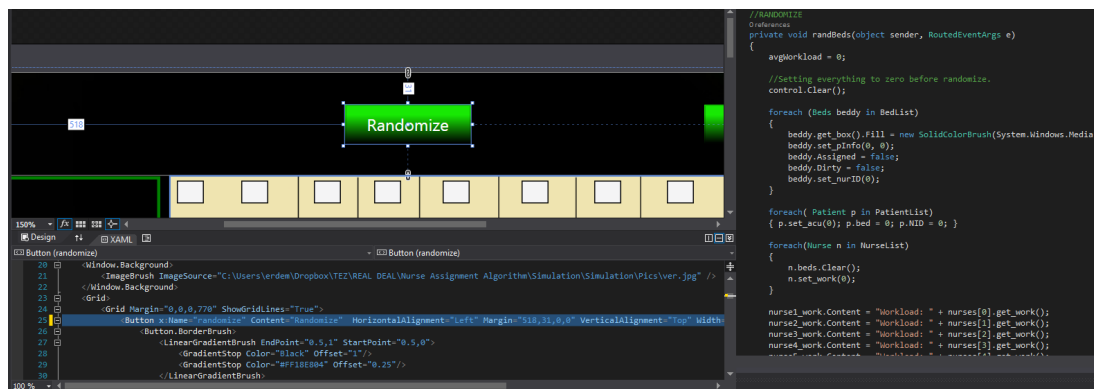 518
31
Randomize
150%
fx
Design
XAML
Button (randomize)
Button (randomize)
20 <Window.Background>
21 <ImageBrush ImageSource="C:\Users\erdem\Dropbox\TEZ\REAL DEAL\Nurse Assignment Algorithm\Simulation\Simulation\Pics\ver.jpg" />
22 </Window.Background>
23 <Grid>
24 <Grid Margin="0,0,0,770" ShowGridLines="True">
25 <Button x:Name="randomize" Content="Randomize" HorizontalAlignment="Left" Margin="518,31,0,0" VerticalAlignment="Top" Width=
26 <Button.BorderBrush>
27 <LinearGradientBrush EndPoint="0.5,1" StartPoint="0.5,0">
28 <GradientStop Color="Black" Offset="1"/>
29 <GradientStop Color="#FF18E804" Offset="0.25"/>
30 </LinearGradientBrush>
100 %
//RANDOMIZE
0 references
private void randBeds(object sender, RoutedEventArgs e)
{
avgWorkload = 0;
//Setting everything to zero before randomize.
control.Clear();
foreach (Beds beddy in BedList)
{
beddy.get_box().Fill = new SolidColorBrush(System.Windows.Media
beddy.set_pInfo(0, 0);
beddy.Assigned = false;
beddy.Dirty = false;
beddy.set_nurID(0);
}
foreach( Patient p in PatientList)
{ p.set_acu(0); p.bed = 0; p.NID = 0; }
foreach(Nurse n in NurseList)
{
n.beds.Clear();
n.set_work(0);
}
nurse1_work.Content = "Workload: " + nurses[0].get_work();
nurse2_work.Content = "Workload: " + nurses[1].get_work();
nurse3_work.Content = "Workload: " + nurses[2].get_work();
nurse4_work.Content = "Workload: " + nurses[3].get_work();